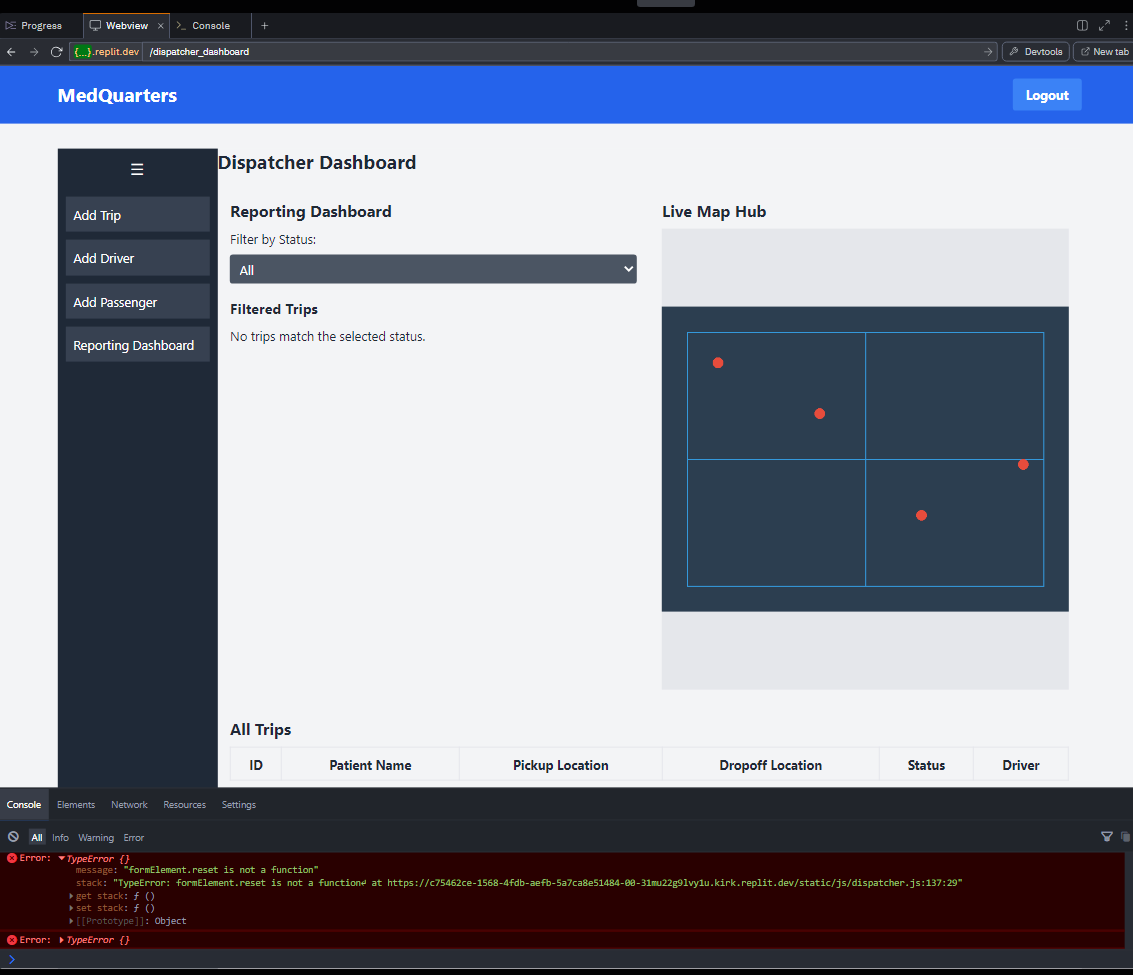 Progress
Webview
Console
{...}.replit.dev /dispatcher_dashboard
Devtools
New tab
MedQuarters
Logout
☰
Add Trip
Add Driver
Add Passenger
Reporting Dashboard
Dispatcher Dashboard
Reporting Dashboard
Filter by Status:
All
Filtered Trips
No trips match the selected status.
Live Map Hub
All Trips
ID Patient Name Pickup Location Dropoff Location Status Driver
Console Elements Network Resources Settings
All Info Warning Error
Error: ▼TypeError {}
message: "formElement.reset is not a function"
stack: "TypeError: formElement.reset is not a function↵ at https://c75462ce-1568-4fdb-aefb-5a7ca8e51484-00-31mu22g9lvy1u.kirk.replit.dev/static/js/dispatcher.js:137:29"
▶get stack: ƒ ()
▶set stack: ƒ ()
▶[[Prototype]]: Object
Error: ▶TypeError {}